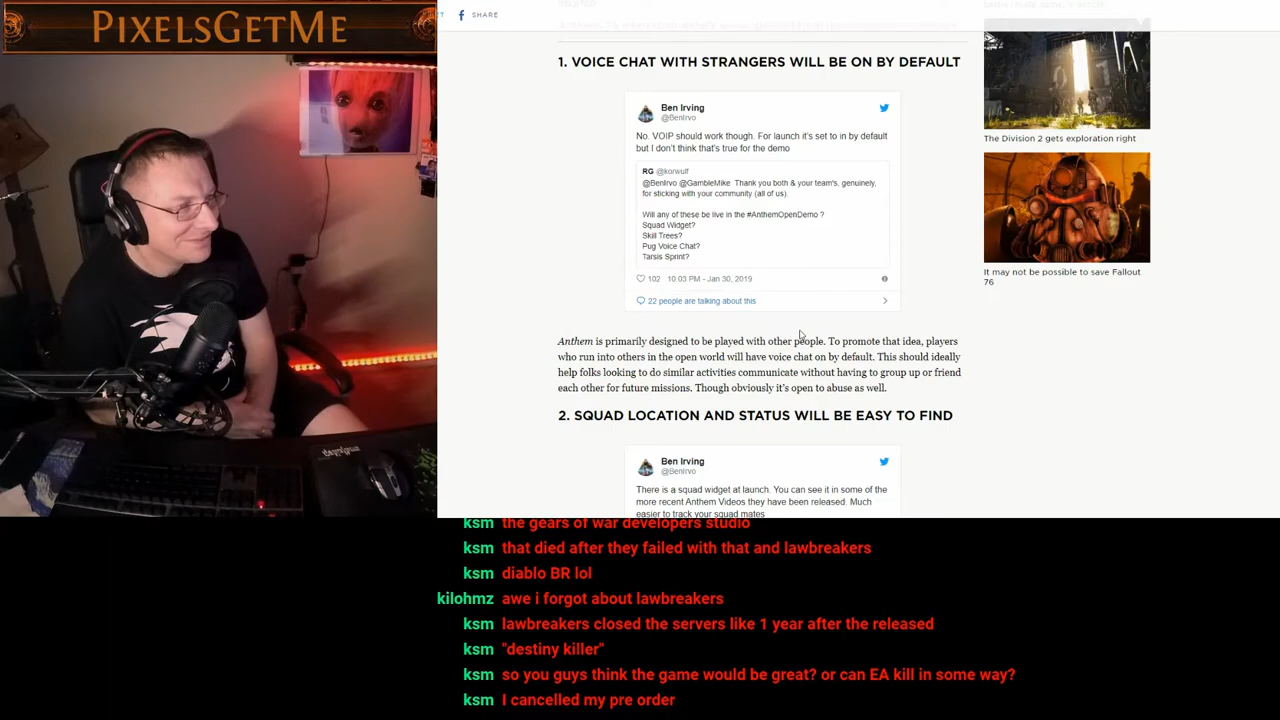 PIXELSGETME
SHARE
1. VOICE CHAT WITH STRANGERS WILL BE ON BY DEFAULT
Ben Irving
@BenIrvo
No. VOIP should work though. For launch it's set to in by default
but I don't think that's true for the demo
RG @korwulf
@BenIrvo @GambleMike Thank you both & your team's, genuinely,
for sticking with your community (all of us).
Will any of these be live in the #AnthemOpenDemo ?
Squad Widget?
Skill Trees?
Pug Voice Chat?
Tarsis Sprint?
102 10:03 PM - Jan 30, 2019
22 people are talking about this
Anthem is primarily designed to be played with other people. To promote that idea, players
who run into others in the open world will have voice chat on by default. This should ideally
help folks looking to do similar activities communicate without having to group up or friend
each other for future missions. Though obviously it's open to abuse as well.
2. SQUAD LOCATION AND STATUS WILL BE EASY TO FIND
Ben Irving
@BenIrvo
There is a squad widget at launch. You can see it in some of the
more recent Anthem Videos they have been released. Much
easier to track your squad mates
The Division 2 gets exploration right
It may not be possible to save Fallout
76
ksm the gears of war developers studio
ksm that died after they failed with that and lawbreakers
ksm diablo BR lol
kilohmz awe i forgot about lawbreakers
ksm lawbreakers closed the servers like 1 year after the released
ksm "destiny killer"
ksm so you guys think the game would be great? or can EA kill in some way?
ksm I cancelled my pre order